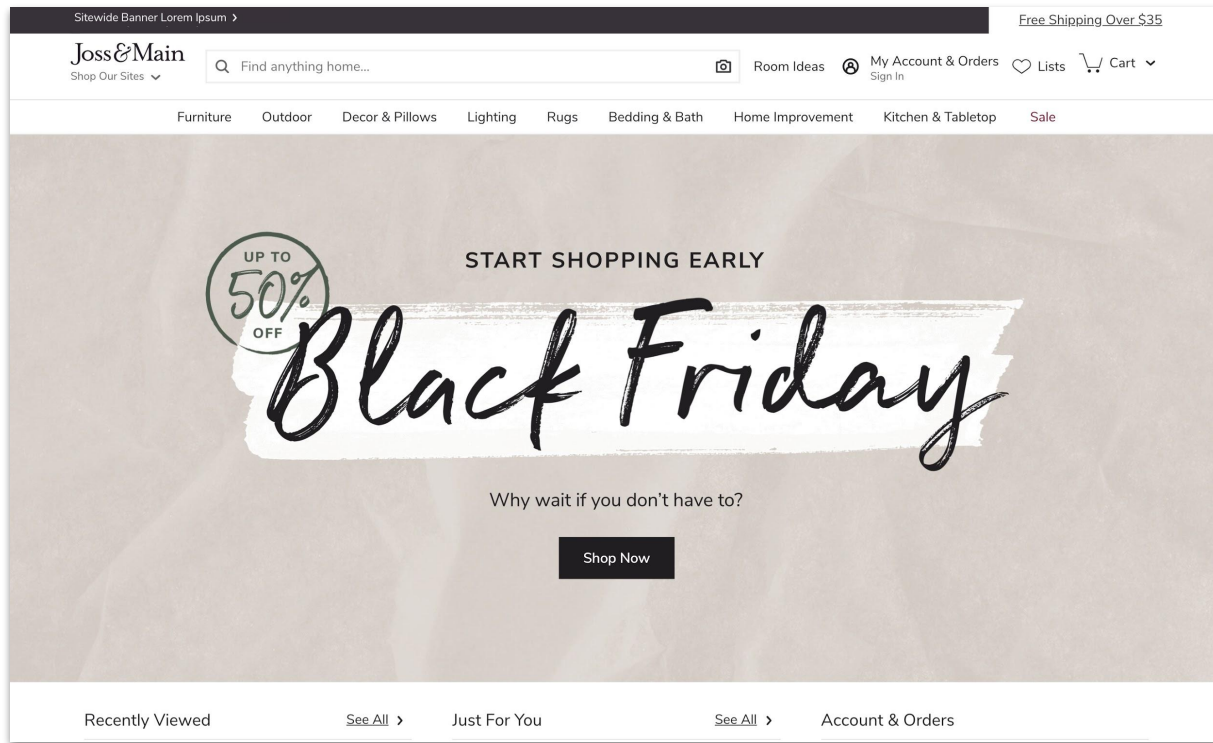 Sitewide Banner Lorem Ipsum
Free Shipping Over $35
Joss&Main
Shop Our Sites
Find anything home...
Room Ideas
My Account & Orders
Sign In
Lists
Cart
Furniture
Outdoor
Decor & Pillows
Lighting
Rugs
Bedding & Bath
Home Improvement
Kitchen & Tabletop
Sale
UP TO
50%
OFF
START SHOPPING EARLY
Black Friday
Why wait if you don't have to?
Shop Now
Recently Viewed
See All
Just For You
See All
Account & Orders